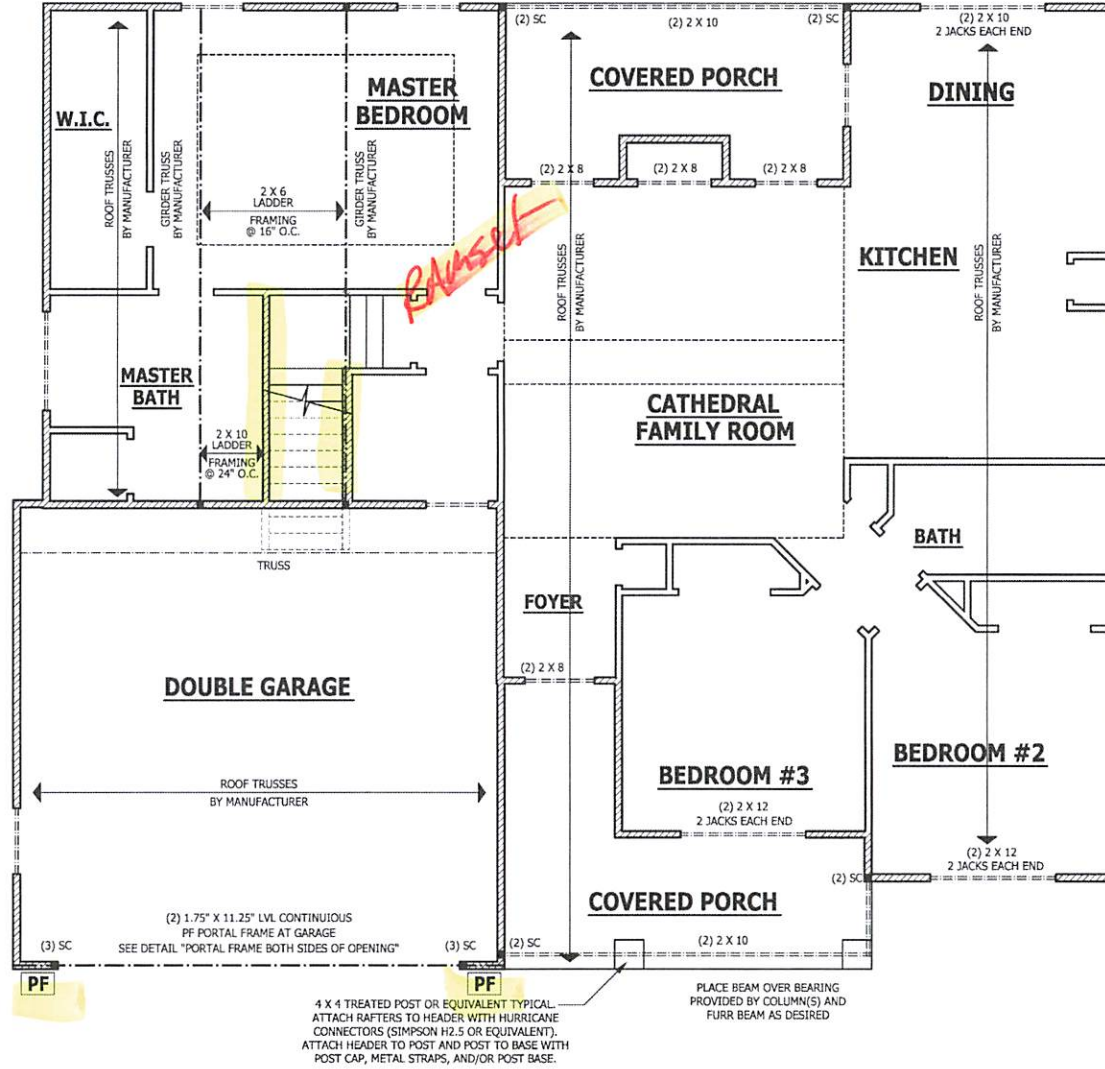 (2) SC
(2) 2 X 10
(2) SC
(2) 2 X 10
2 JACKS EACH END
W.I.C.
ROOF TRUSSES
BY MANUFACTURER
GIRDER TRUSS
BY MANUFACTURER
MASTER
BEDROOM
2 X 6
LADDER
FRAMING
@ 16" O.C.
GIRDER TRUSS
BY MANUFACTURER
COVERED PORCH
DINING
(2) 2 X 8
(2) 2 X 8
(2) 2 X 8
RAMSET
ROOF TRUSSES
BY MANUFACTURER
KITCHEN
ROOF TRUSSES
BY MANUFACTURER
MASTER
BATH
2 X 10
LADDER
FRAMING
@ 24" O.C.
CATHEDRAL
FAMILY ROOM
BATH
TRUSS
FOYER
(2) 2 X 8
DOUBLE GARAGE
ROOF TRUSSES
BY MANUFACTURER
BEDROOM #3
(2) 2 X 12
2 JACKS EACH END
BEDROOM #2
(2) 2 X 12
2 JACKS EACH END
(2) SC
COVERED PORCH
(2) 1.75" X 11.25" LVL CONTINUIOUS
PF PORTAL FRAME AT GARAGE
SEE DETAIL "PORTAL FRAME BOTH SIDES OF OPENING"
(3) SC
(3) SC
(2) SC
(2) 2 X 10
PF
PF
4 X 4 TREATED POST OR EQUIVALENT TYPICAL.
ATTACH RAFTERS TO HEADER WITH HURRICANE
CONNECTORS (SIMPSON H2.5 OR EQUIVALENT).
ATTACH HEADER TO POST AND POST TO BASE WITH
POST CAP, METAL STRAPS, AND/OR POST BASE.
PLACE BEAM OVER BEARING
PROVIDED BY COLUMN(S) AND
FURR BEAM AS DESIRED